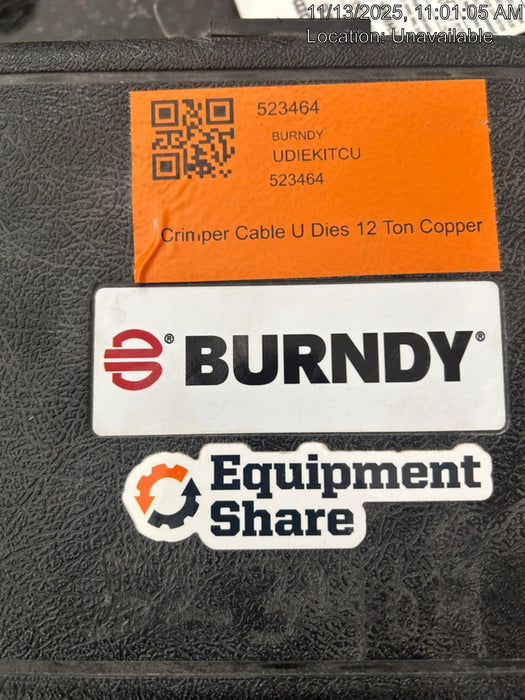 11/13/2025, 11:01:05 AM
Location: Unavailable
523464
BURNDY
UDIEKITCU
523464
Crimper Cable U Dies 12 Ton Copper
® BURNDY®
Equipment
Share